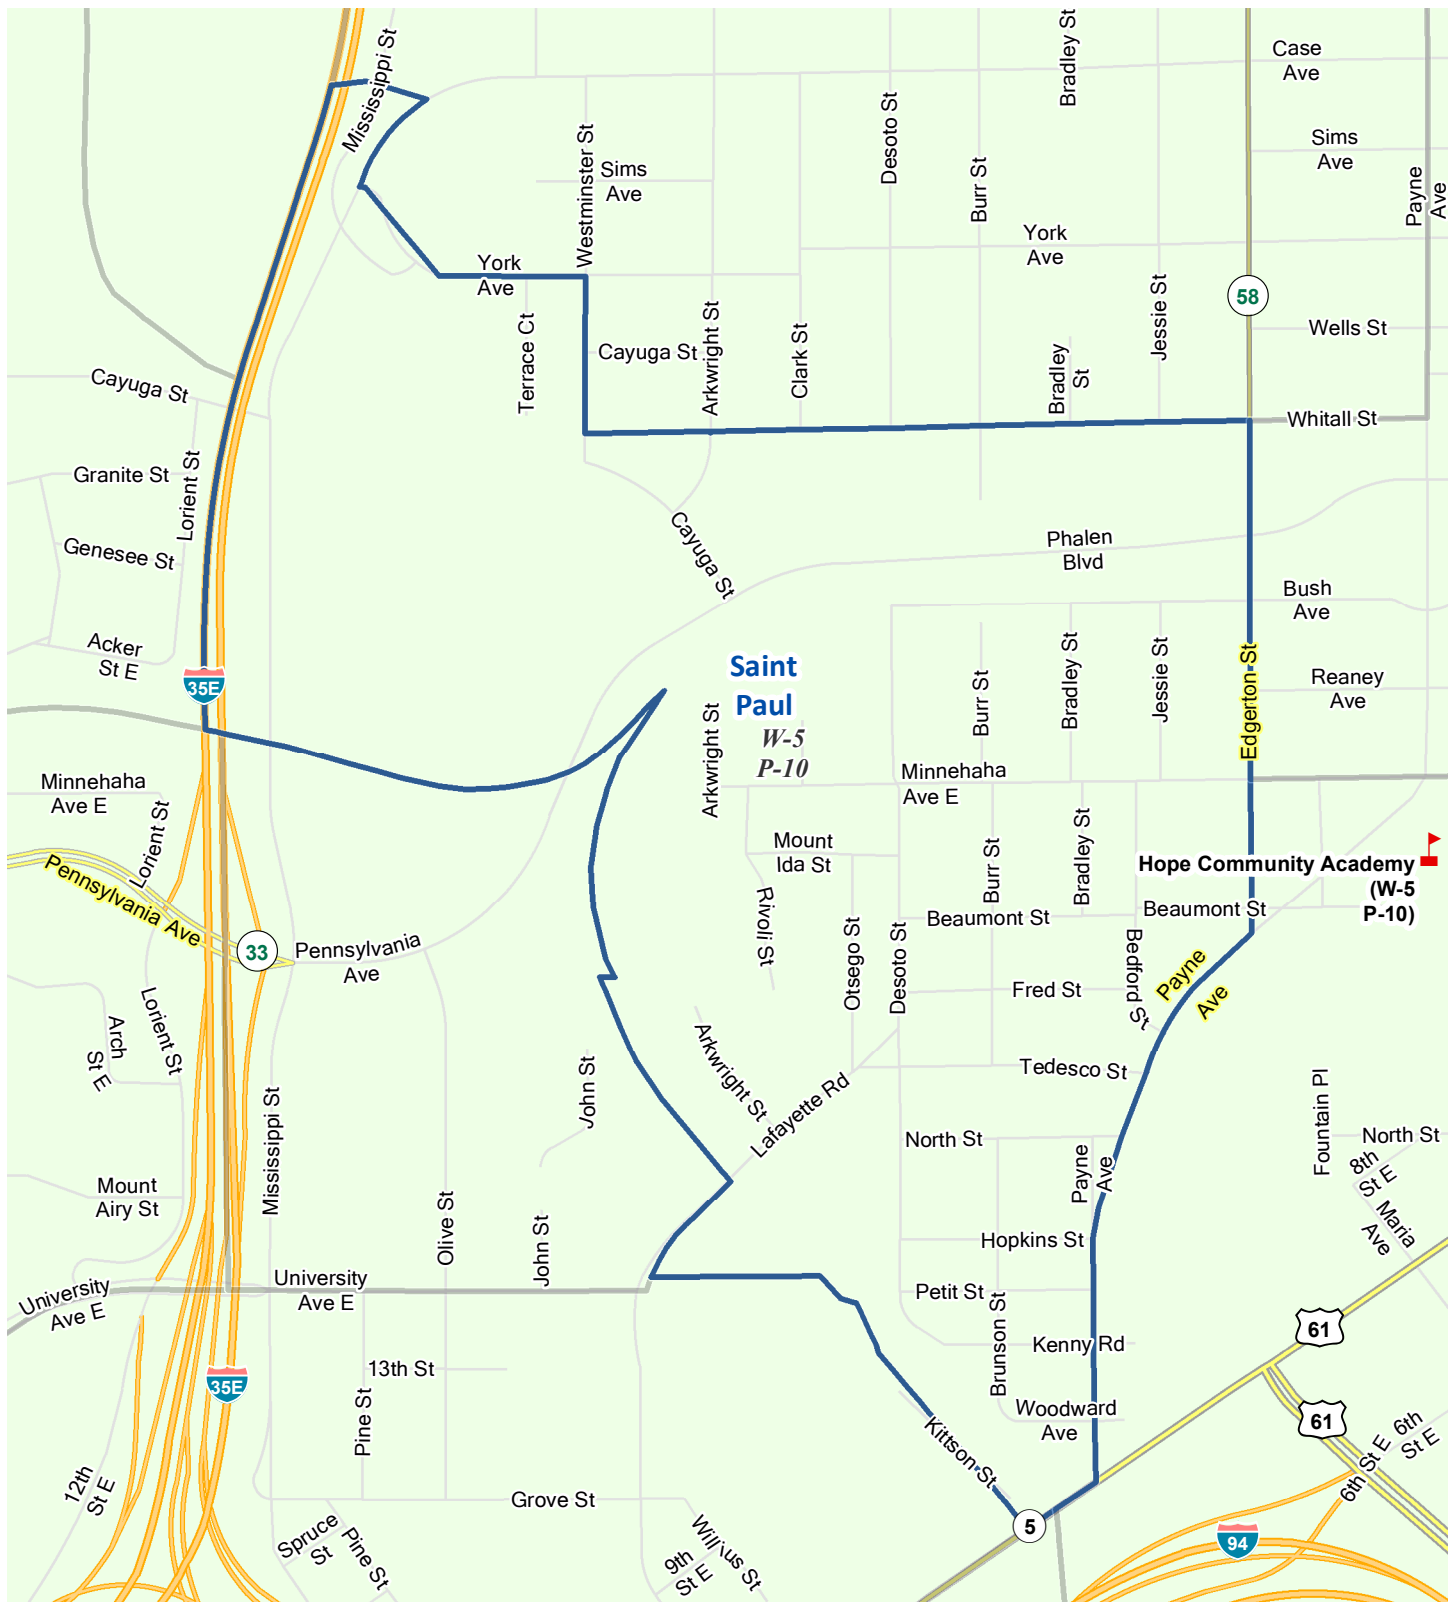 Mississippi St
Bradley St
Case
Ave
Desoto St
Westminster St
Sims
Ave
Burr St
Sims
Ave
Payne
Ave
York
Ave
York
Ave
58
Terrace Ct
Cayuga St
Arkwright St
Clark St
Bradley
St
Jessie St
Wells St
Cayuga St
Whitall St
Granite St
Lorient St
Genesee St
Cayuga St
Phalen
Blvd
Bush
Ave
Acker
St E
35E
Saint
Paul
W-5
P-10
Arkwright St
Burr St
Bradley St
Jessie St
Edgerton St
Reaney
Ave
Minnehaha
Ave E
Lorient St
Minnehaha
Ave E
Mount
Ida St
Burr St
Bradley St
Hope Community Academy
(W-5
P-10)
Pennsylvania Ave
33
Pennsylvania
Ave
Rivoli St
Otsego St
Desoto St
Beaumont St
Beaumont St
Bedford St
Payne
Ave
Fred St
Arch
St E
Lorient St
John St
Arkwright St
Lafayette Rd
Tedesco St
Fountain Pl
Mississippi St
North St
North St
Payne
Ave
8th
St E
Maria
Ave
Mount
Airy St
Olive St
John St
Hopkins St
University
Ave E
University
Ave E
Petit St
Brunson St
Kenny Rd
61
61
35E
13th St
Pine St
Woodward
Ave
Kittson St
6th
St E
6th St E
12th
St E
Grove St
5
94
Spruce
St
Pine St
9th
St E
Willius St